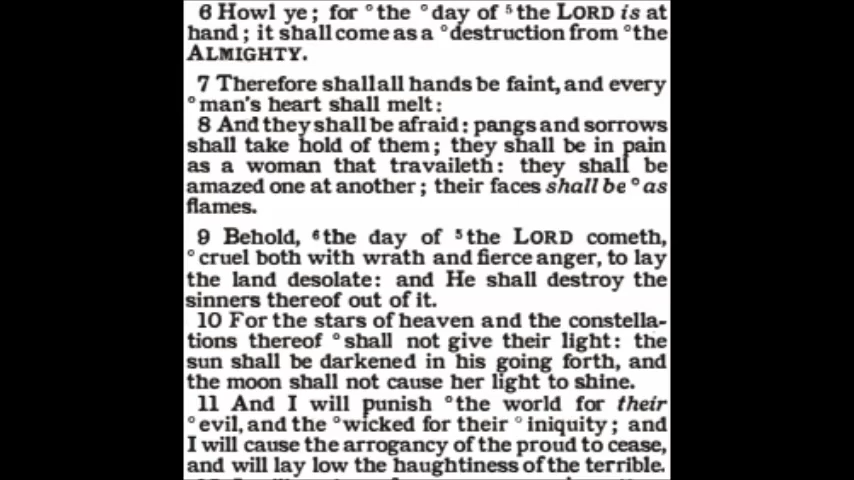 6 Howl ye; for °the °day of ⁵the LORD is at
hand; it shall come as a °destruction from °the
ALMIGHTY.
7 Therefore shall all hands be faint, and every
°man's heart shall melt:
8 And they shall be afraid: pangs and sorrows
shall take hold of them; they shall be in pain
as a woman that travaileth: they shall be
amazed one at another; their faces shall be °as
flames.
9 Behold, ⁶the day of ⁵the LORD cometh,
°cruel both with wrath and fierce anger, to lay
the land desolate: and He shall destroy the
sinners thereof out of it.
10 For the stars of heaven and the constella-
tions thereof °shall not give their light: the
sun shall be darkened in his going forth, and
the moon shall not cause her light to shine.
11 And I will punish °the world for their
°evil, and the °wicked for their °iniquity; and
I will cause the arrogancy of the proud to cease,
and will lay low the haughtiness of the terrible.